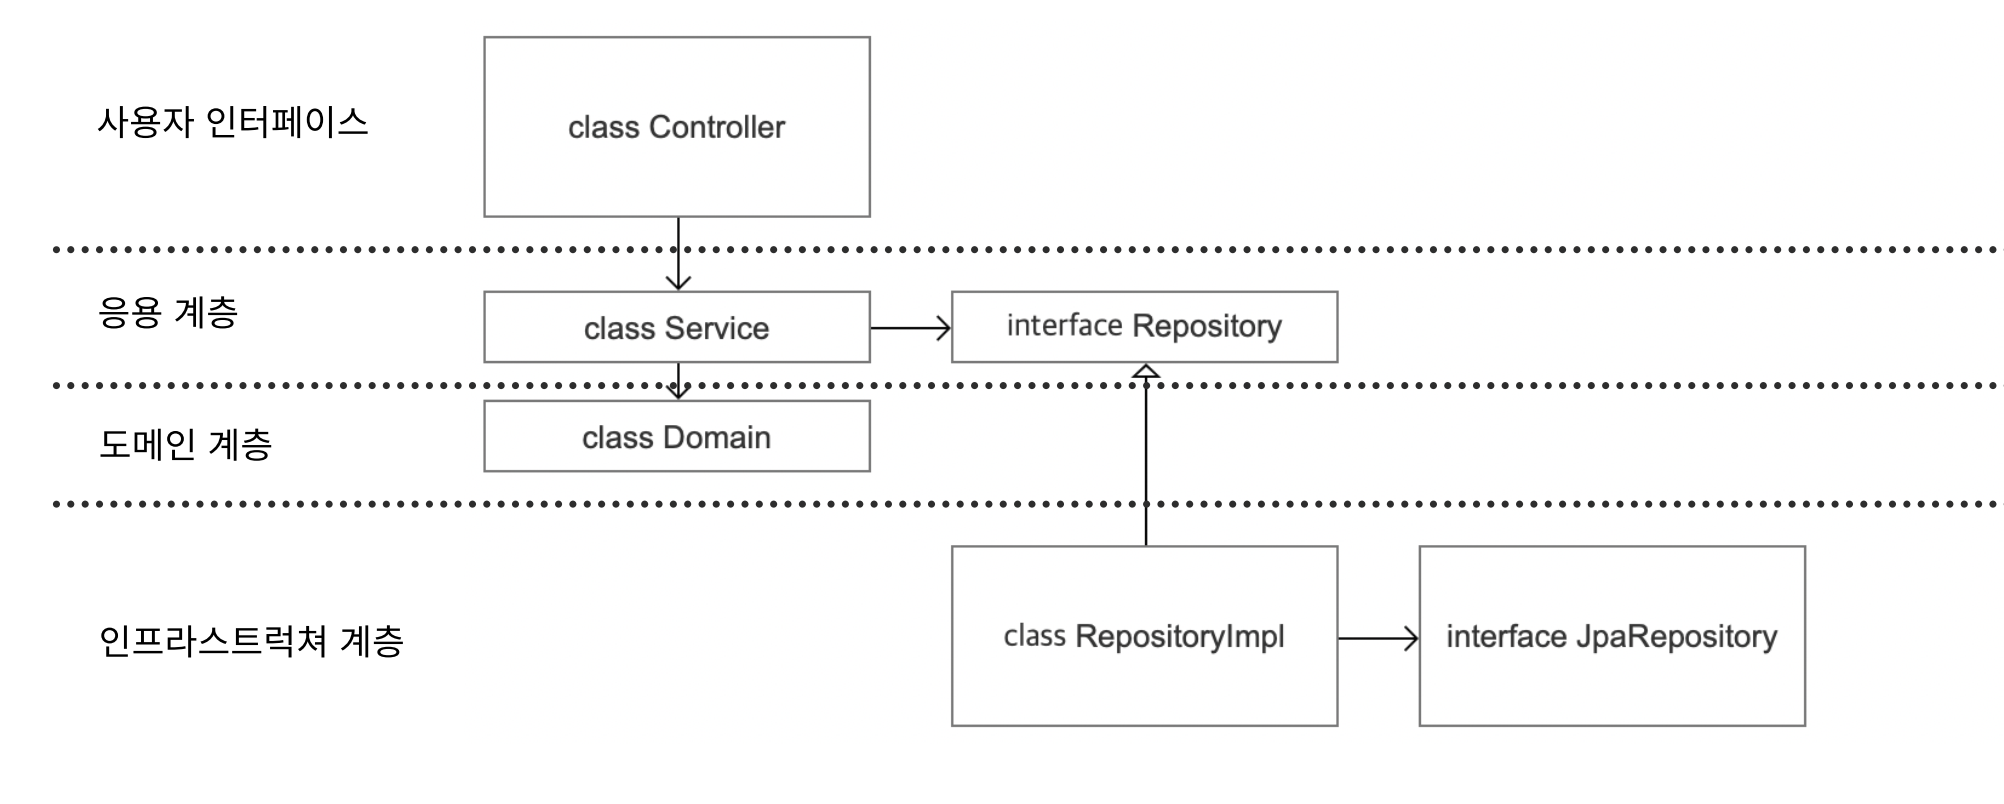 사용자 인터페이스
class Controller
응용 계층
class Service
interface Repository
도메인 계층
class Domain
인프라스트럭쳐 계층
class RepositoryImpl
interface JpaRepository